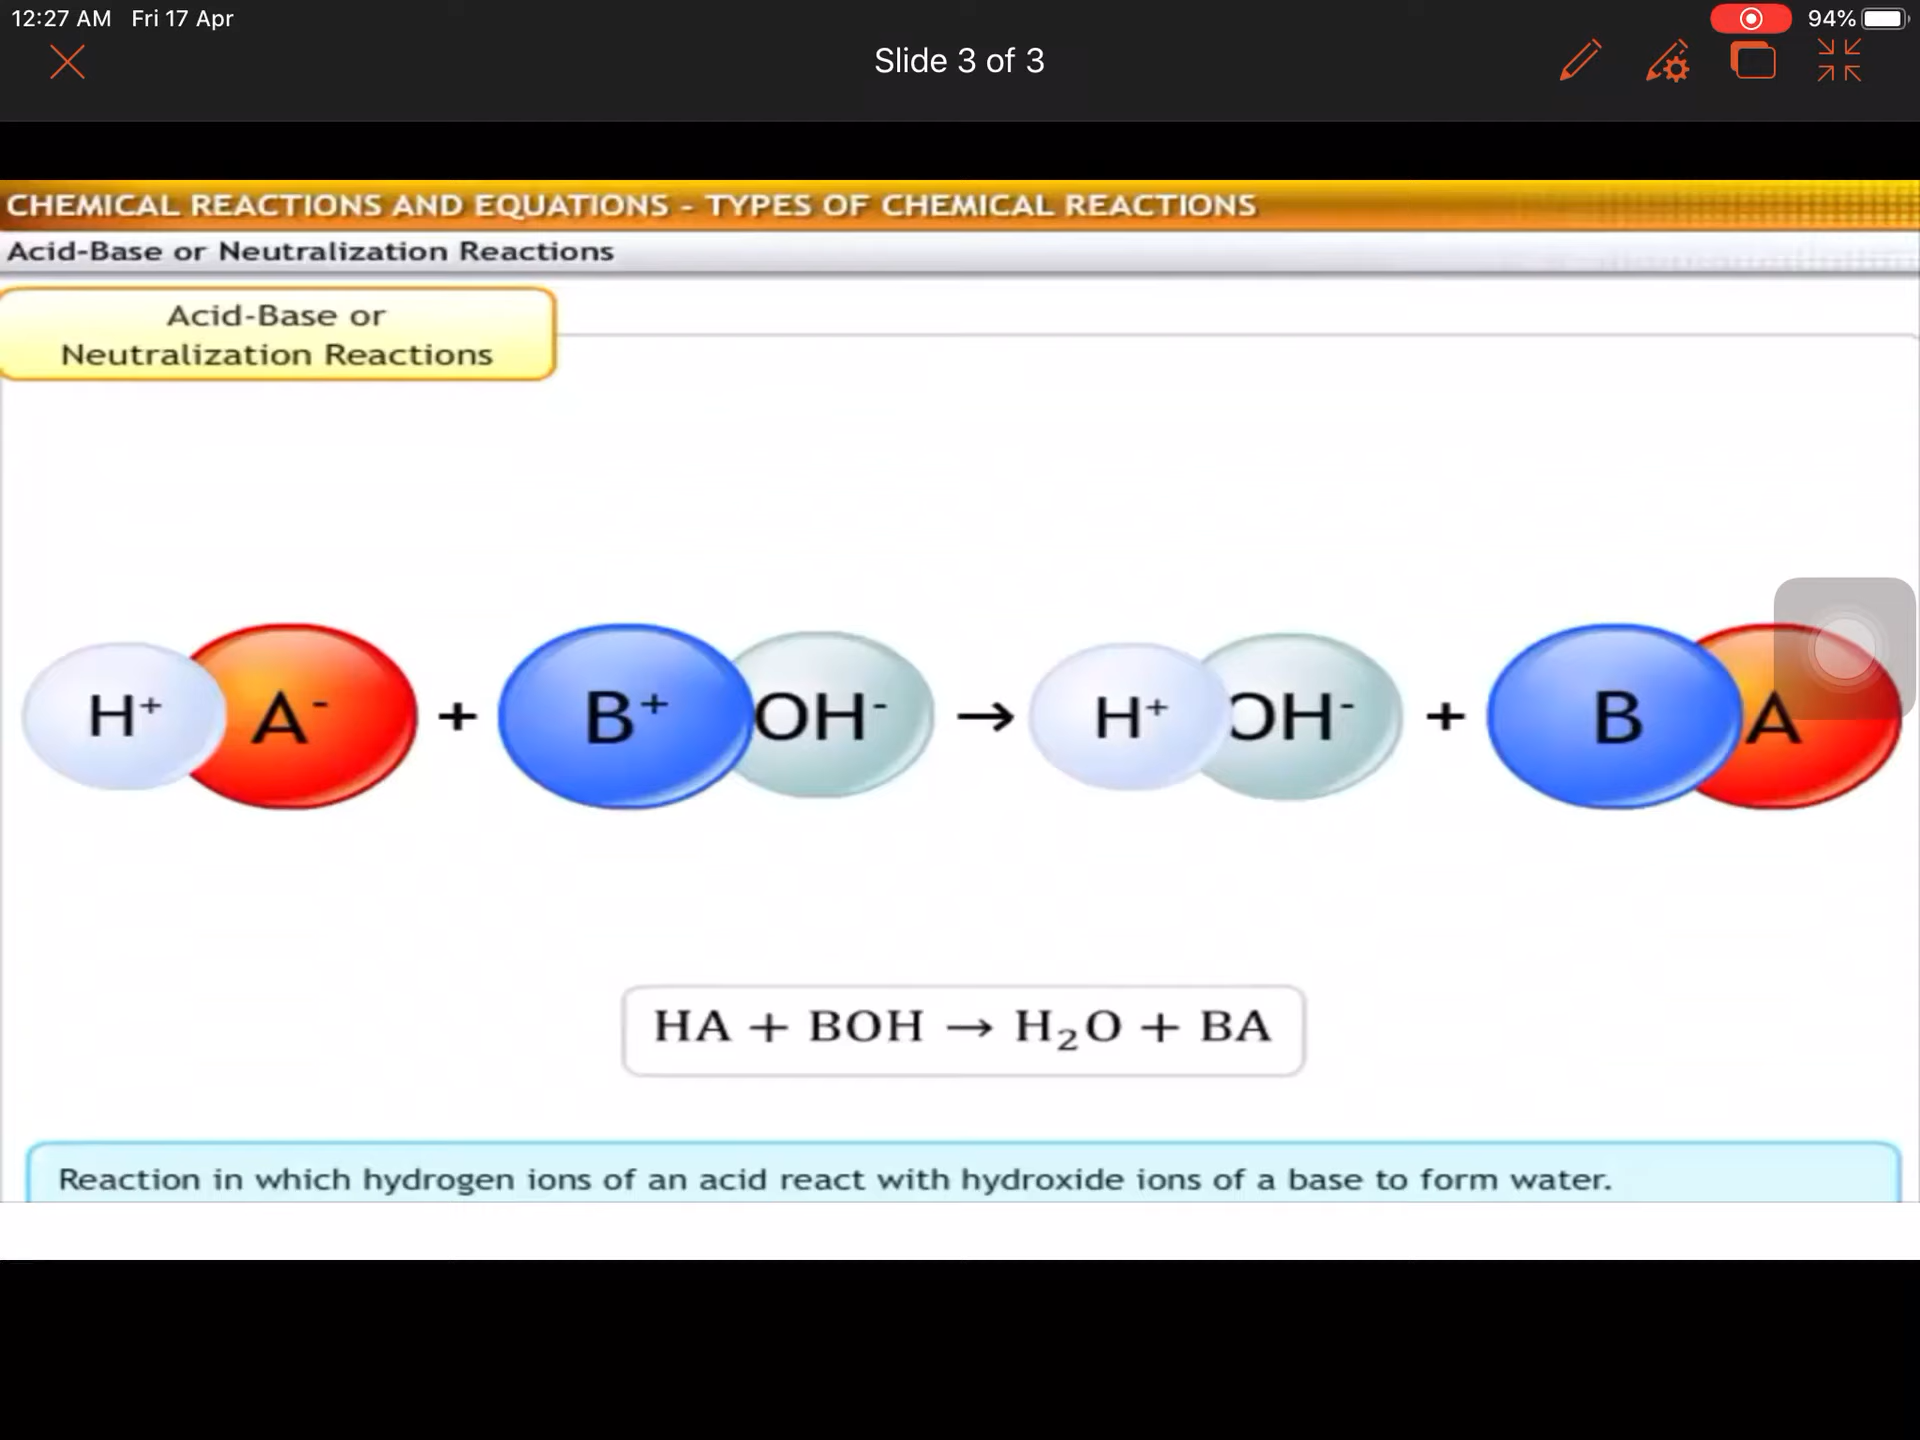 12:27 AM Fri 17 Apr
94%
Slide 3 of 3
CHEMICAL REACTIONS AND EQUATIONS - TYPES OF CHEMICAL REACTIONS
Acid-Base or Neutralization Reactions
Acid-Base or
Neutralization Reactions
H⁺ A⁻ + B⁺ OH⁻ → H⁺ OH⁻ + B A
HA + BOH → H₂O + BA
Reaction in which hydrogen ions of an acid react with hydroxide ions of a base to form water.